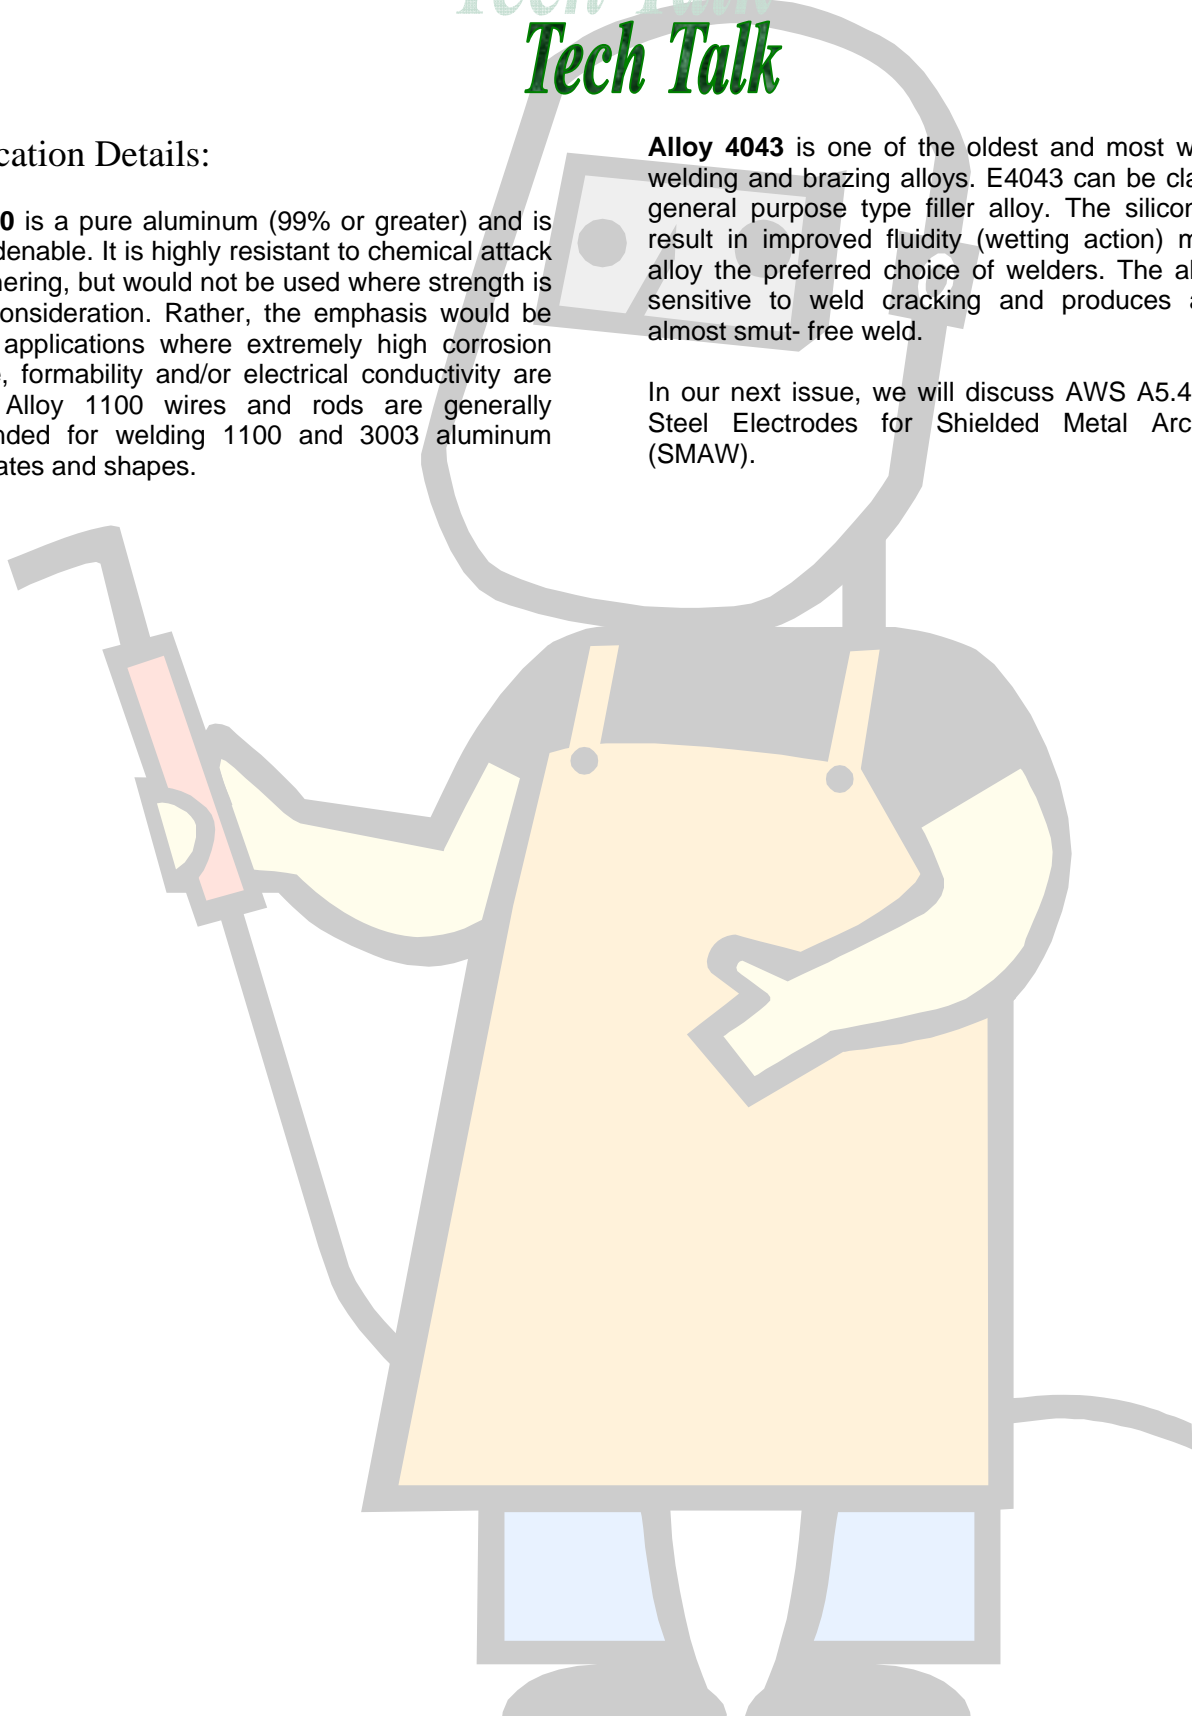 Tech Talk
Tech Talk
cation Details:
0 is a pure aluminum (99% or greater) and is
denable. It is highly resistant to chemical attack
nering, but would not be used where strength is
onsideration. Rather, the emphasis would be
applications where extremely high corrosion
e, formability and/or electrical conductivity are
Alloy 1100 wires and rods are generally
nded for welding 1100 and 3003 aluminum
ates and shapes.
Alloy 4043 is one of the oldest and most w
welding and brazing alloys. E4043 can be cla
general purpose type filler alloy. The silicon
result in improved fluidity (wetting action) m
alloy the preferred choice of welders. The al
sensitive to weld cracking and produces a
almost smut- free weld.
In our next issue, we will discuss AWS A5.4
Steel Electrodes for Shielded Metal Arc
(SMAW).